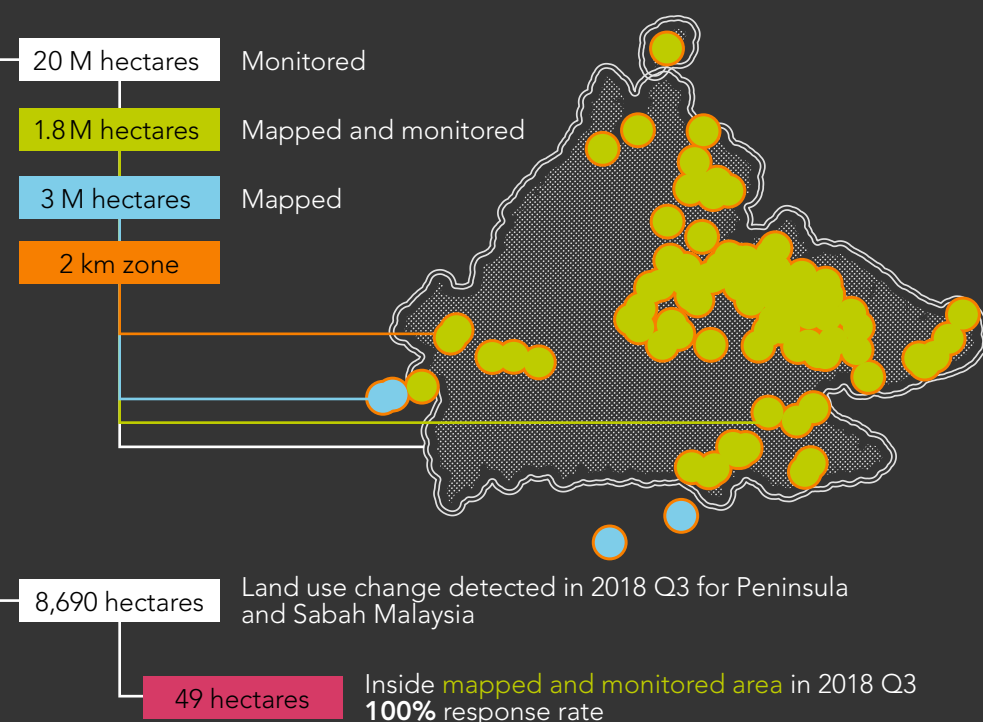 20 M hectares Monitored
1.8 M hectares Mapped and monitored
3 M hectares Mapped
2 km zone
8,690 hectares Land use change detected in 2018 Q3 for Peninsula
and Sabah Malaysia
49 hectares Inside mapped and monitored area in 2018 Q3
100% response rate